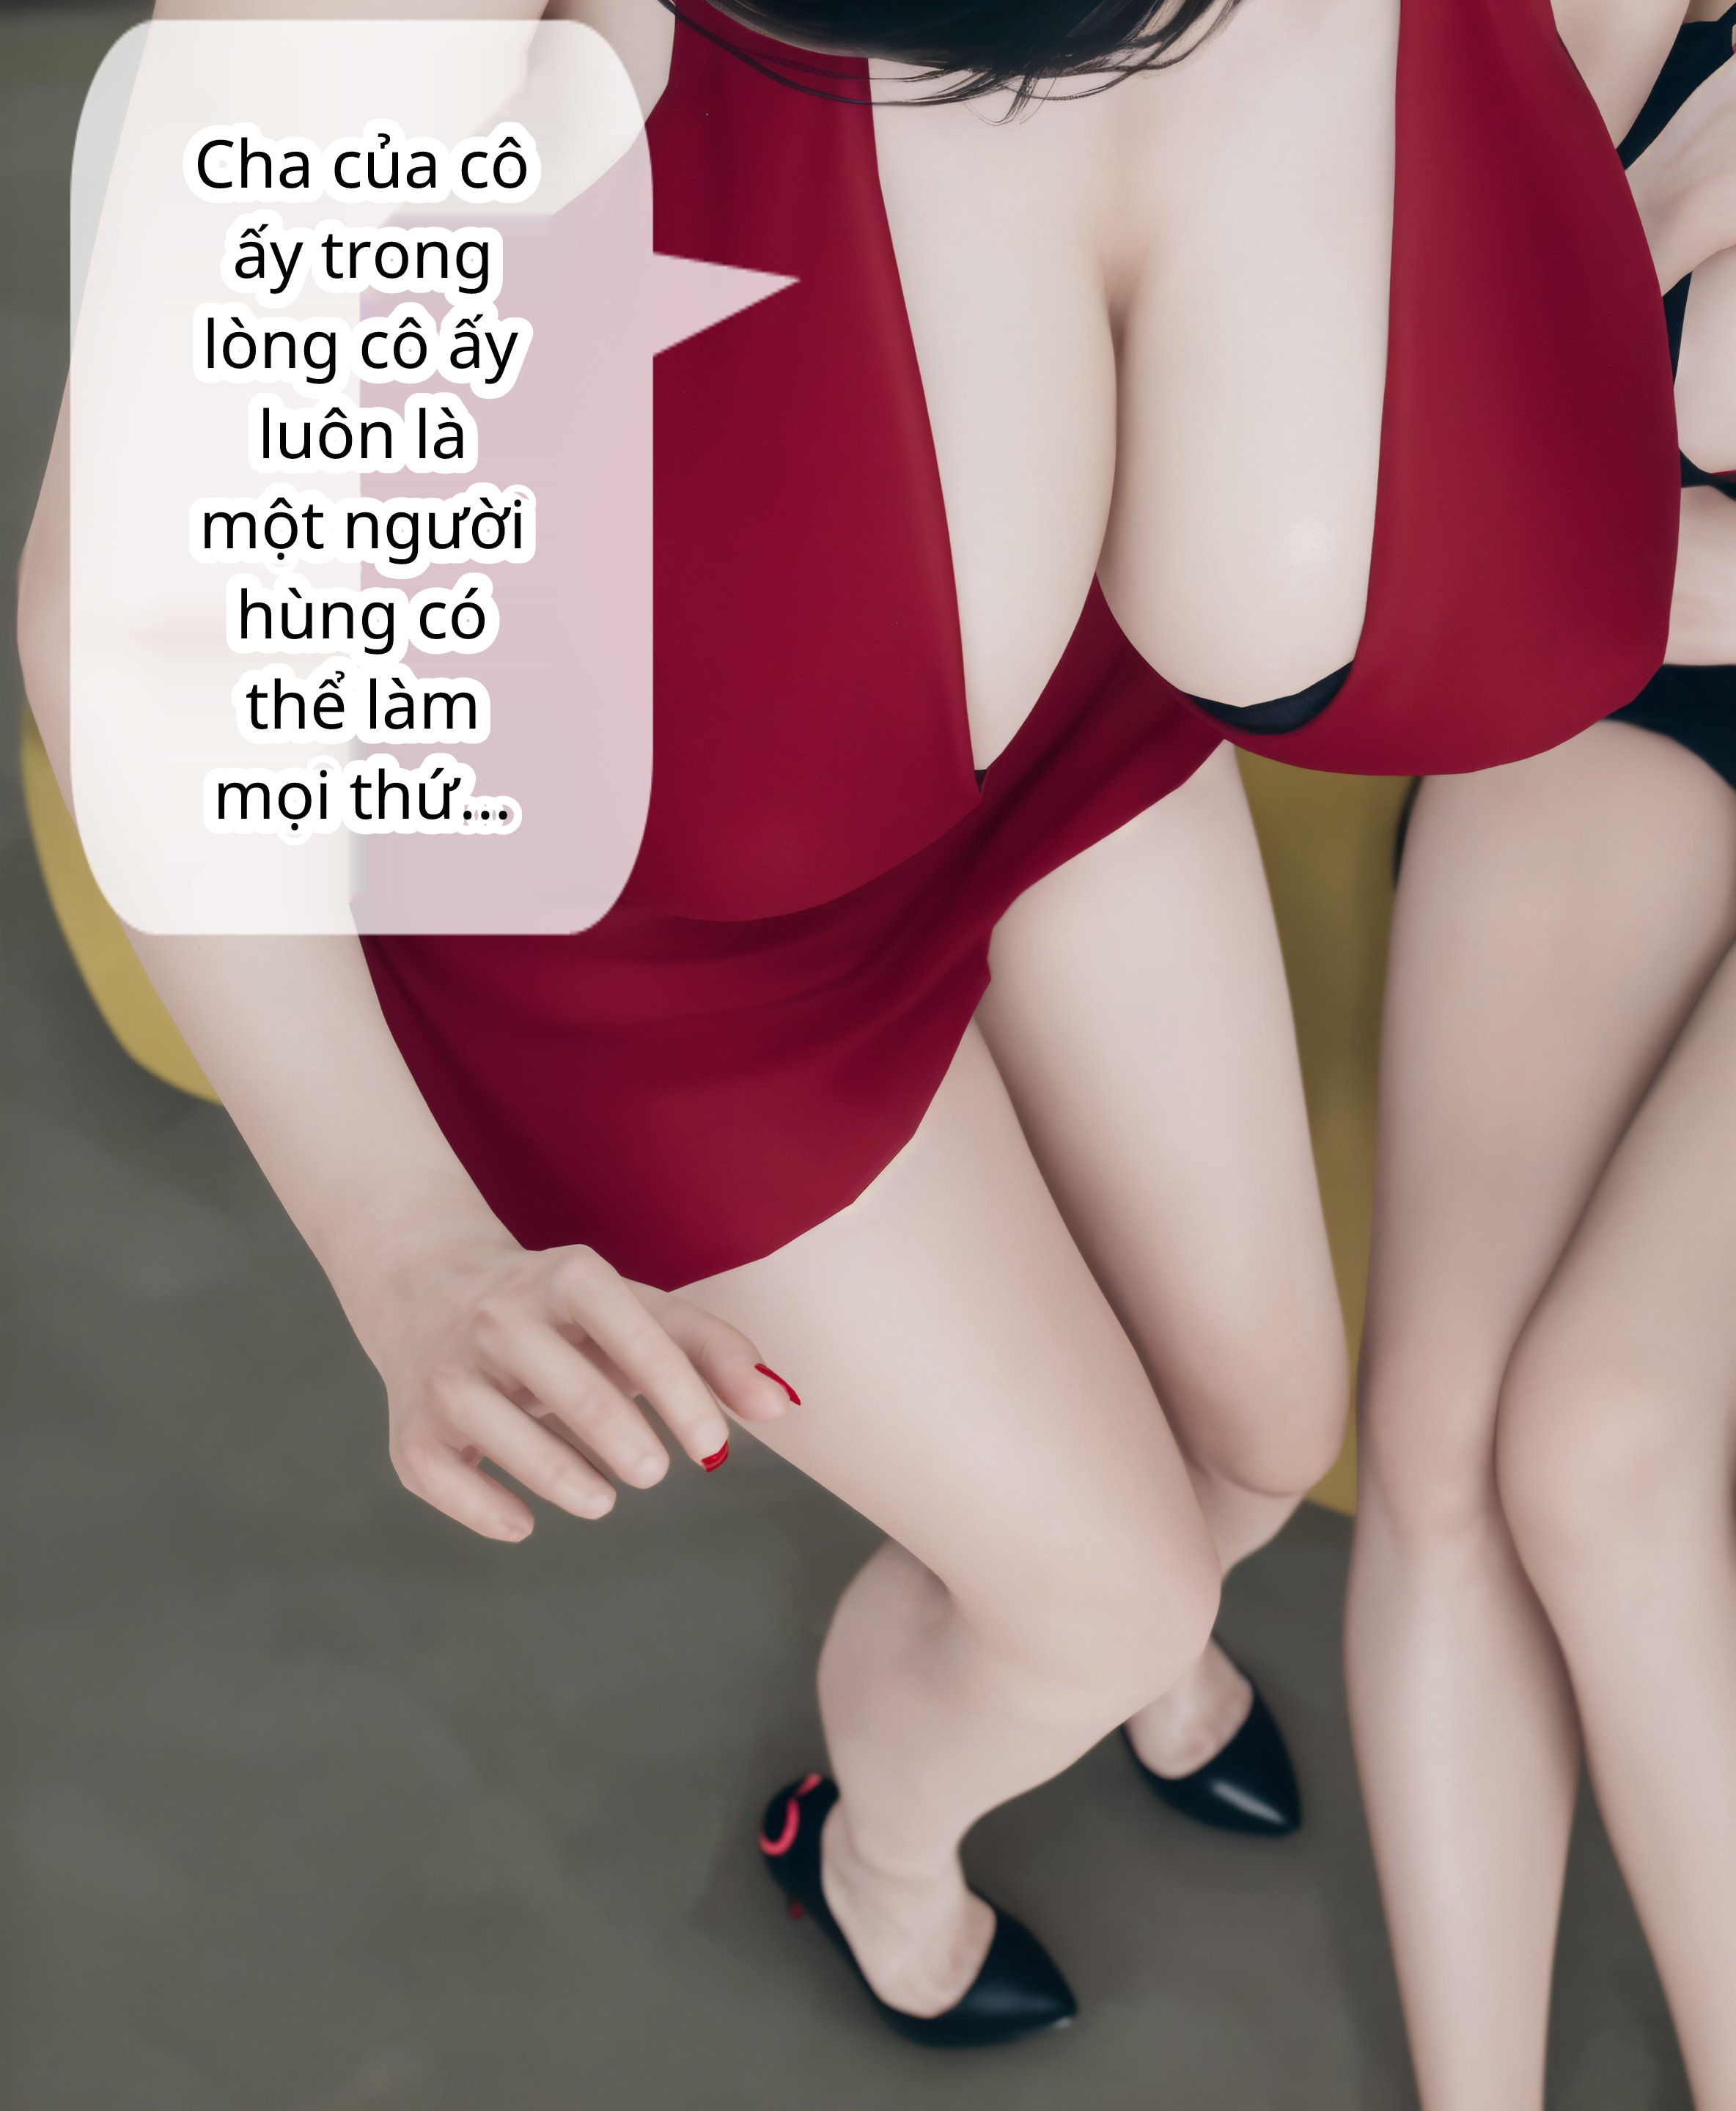 Cha của cô
ấy trong
lòng cô ấy
luôn là
một người
hùng có
thể làm
mọi thứ...